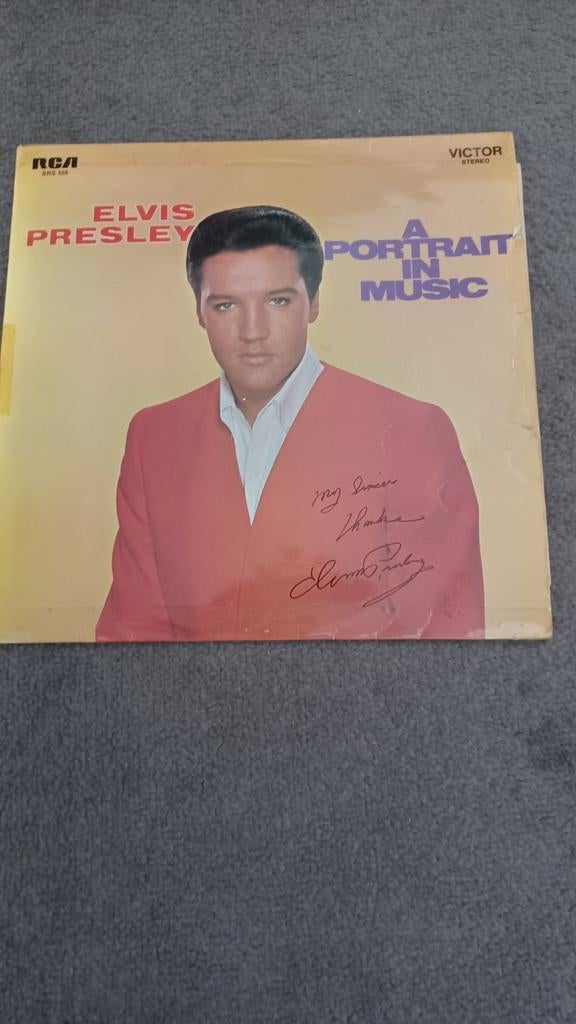 RCA
VICTOR
SRS 558
STEREO
ELVIS
PRESLEY
A
PORTRAIT
IN
MUSIC
My Sincere
Thanks
Elvis Presley